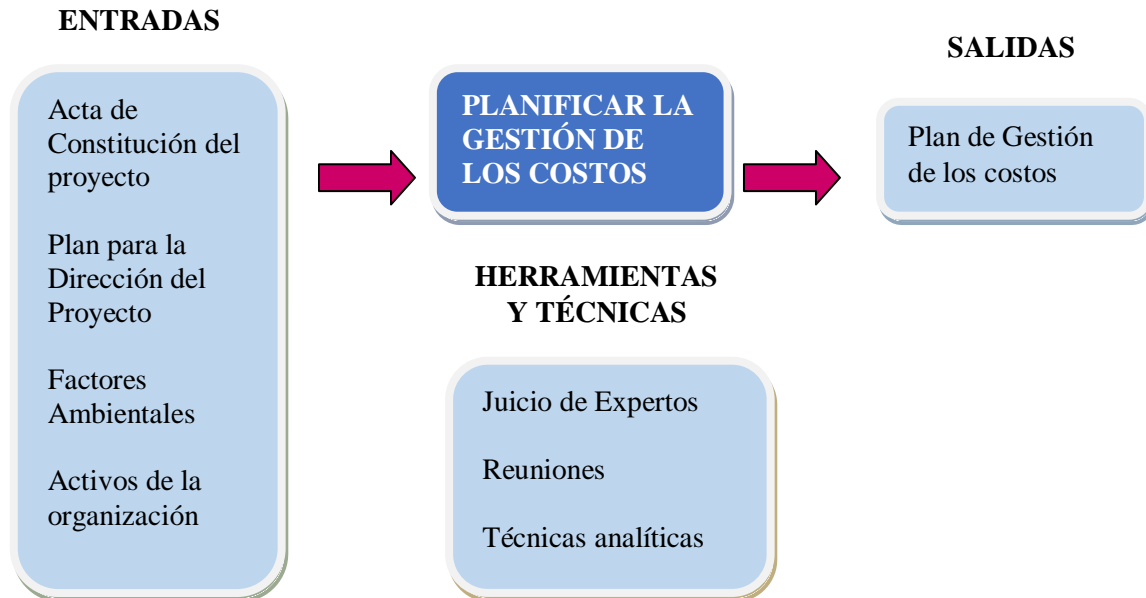 ENTRADAS
Acta de
Constitución del
proyecto
Plan para la
Dirección del
Proyecto
Factores
Ambientales
Activos de la
organización
PLANIFICAR LA
GESTIÓN DE
LOS COSTOS
HERRAMIENTAS
Y TÉCNICAS
Juicio de Expertos
Reuniones
Técnicas analíticas
SALIDAS
Plan de Gestión
de los costos